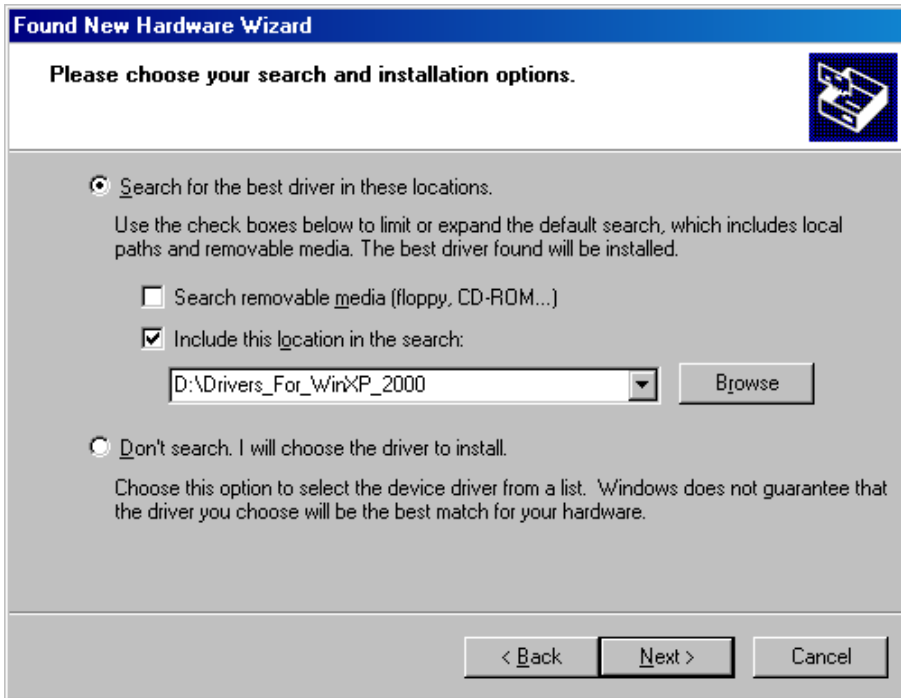 Found New Hardware Wizard
Please choose your search and installation options.
Search for the best driver in these locations.
Use the check boxes below to limit or expand the default search, which includes local
paths and removable media. The best driver found will be installed.
Search removable media (floppy, CD-ROM...)
Include this location in the search:
D:\Drivers_For_WinXP_2000
Browse
Don't search. I will choose the driver to install.
Choose this option to select the device driver from a list.  Windows does not guarantee that
the driver you choose will be the best match for your hardware.
< Back
Next >
Cancel